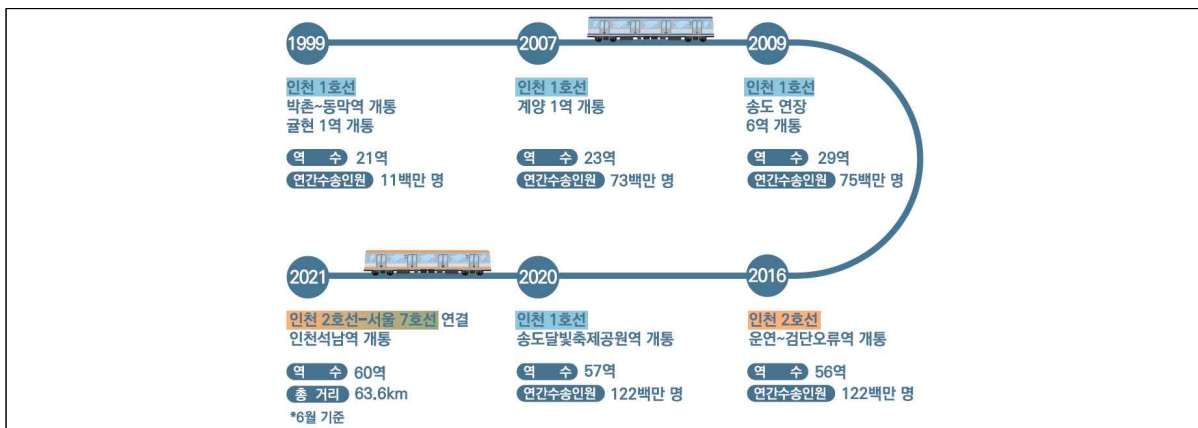 1999
인천 1호선
박촌~동막역 개통
귤현 1역 개통
역 수 21역
연간수송인원 11백만 명
2007
인천 1호선
계양 1역 개통
역 수 23역
연간수송인원 73백만 명
2009
인천 1호선
송도 연장
6역 개통
역 수 29역
연간수송인원 75백만 명
2016
인천 2호선
운연~검단오류역 개통
역 수 56역
연간수송인원 122백만 명
2020
인천 1호선
송도달빛축제공원역 개통
역 수 57역
연간수송인원 122백만 명
2021
인천 2호선-서울 7호선 연결
인천석남역 개통
역 수 60역
총 거리 63.6km
*6월 기준